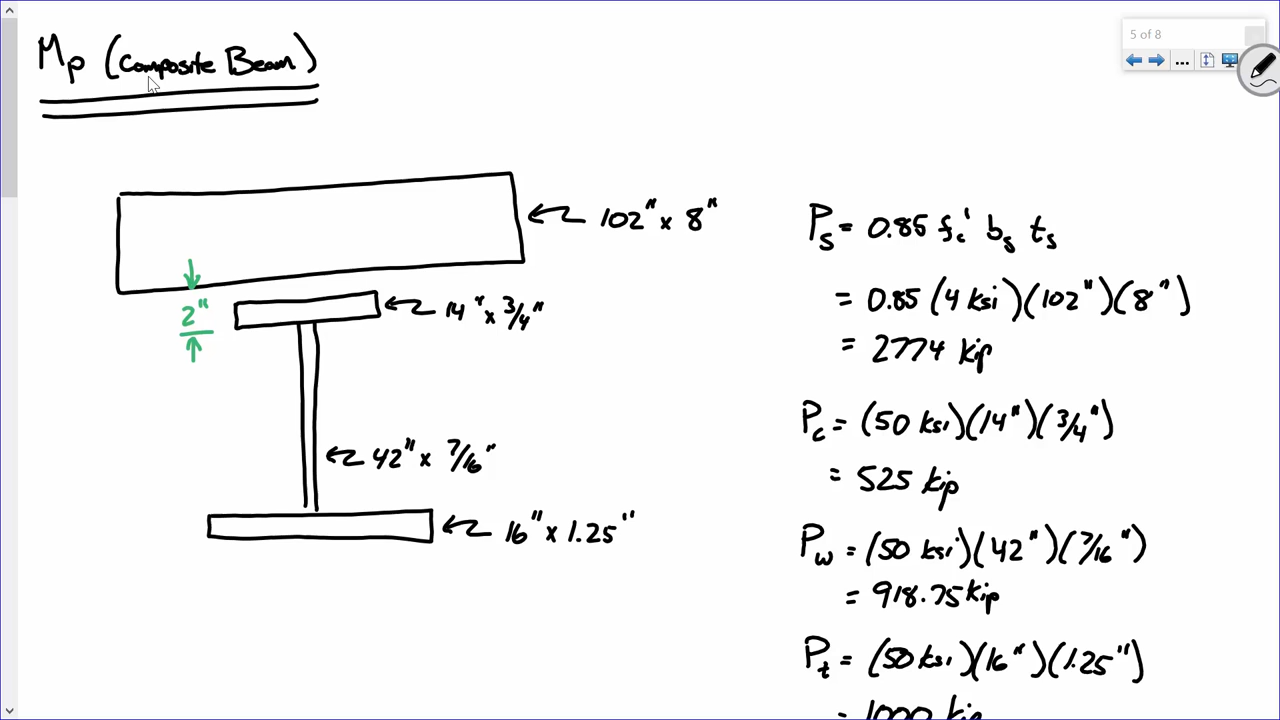 5 of 8
Mp (Composite Beam)
102" x 8"
2"
14" x 3/4"
42" x 7/16"
16" x 1.25"
Ps = 0.85 fc' bs ts
= 0.85 (4 ksi)(102")(8")
= 2774 kip
Pc = (50 ksi)(14")(3/4")
= 525 kip
Pw = (50 ksi)(42")(7/16")
= 918.75 kip
Pt = (50 ksi)(16")(1.25")
= 1000 kip